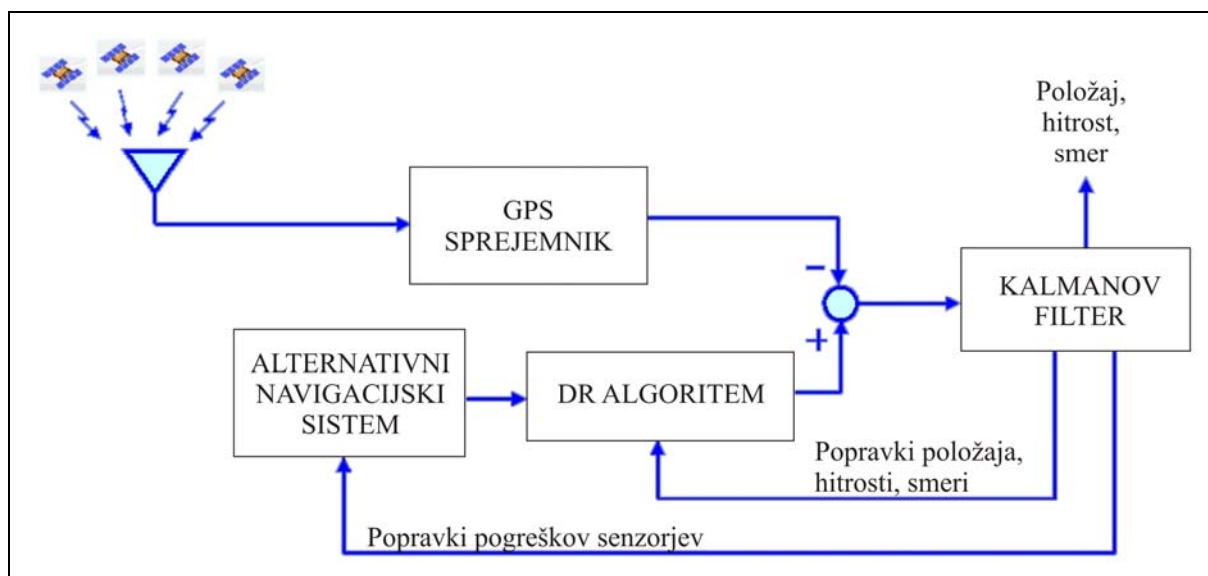 Položaj,
hitrost,
smer
GPS
SPREJEMNIK
−
KALMANOV
FILTER
+
ALTERNATIVNI
NAVIGACIJSKI
SISTEM
DR ALGORITEM
Popravki položaja,
hitrosti, smeri
Popravki pogreškov senzorjev